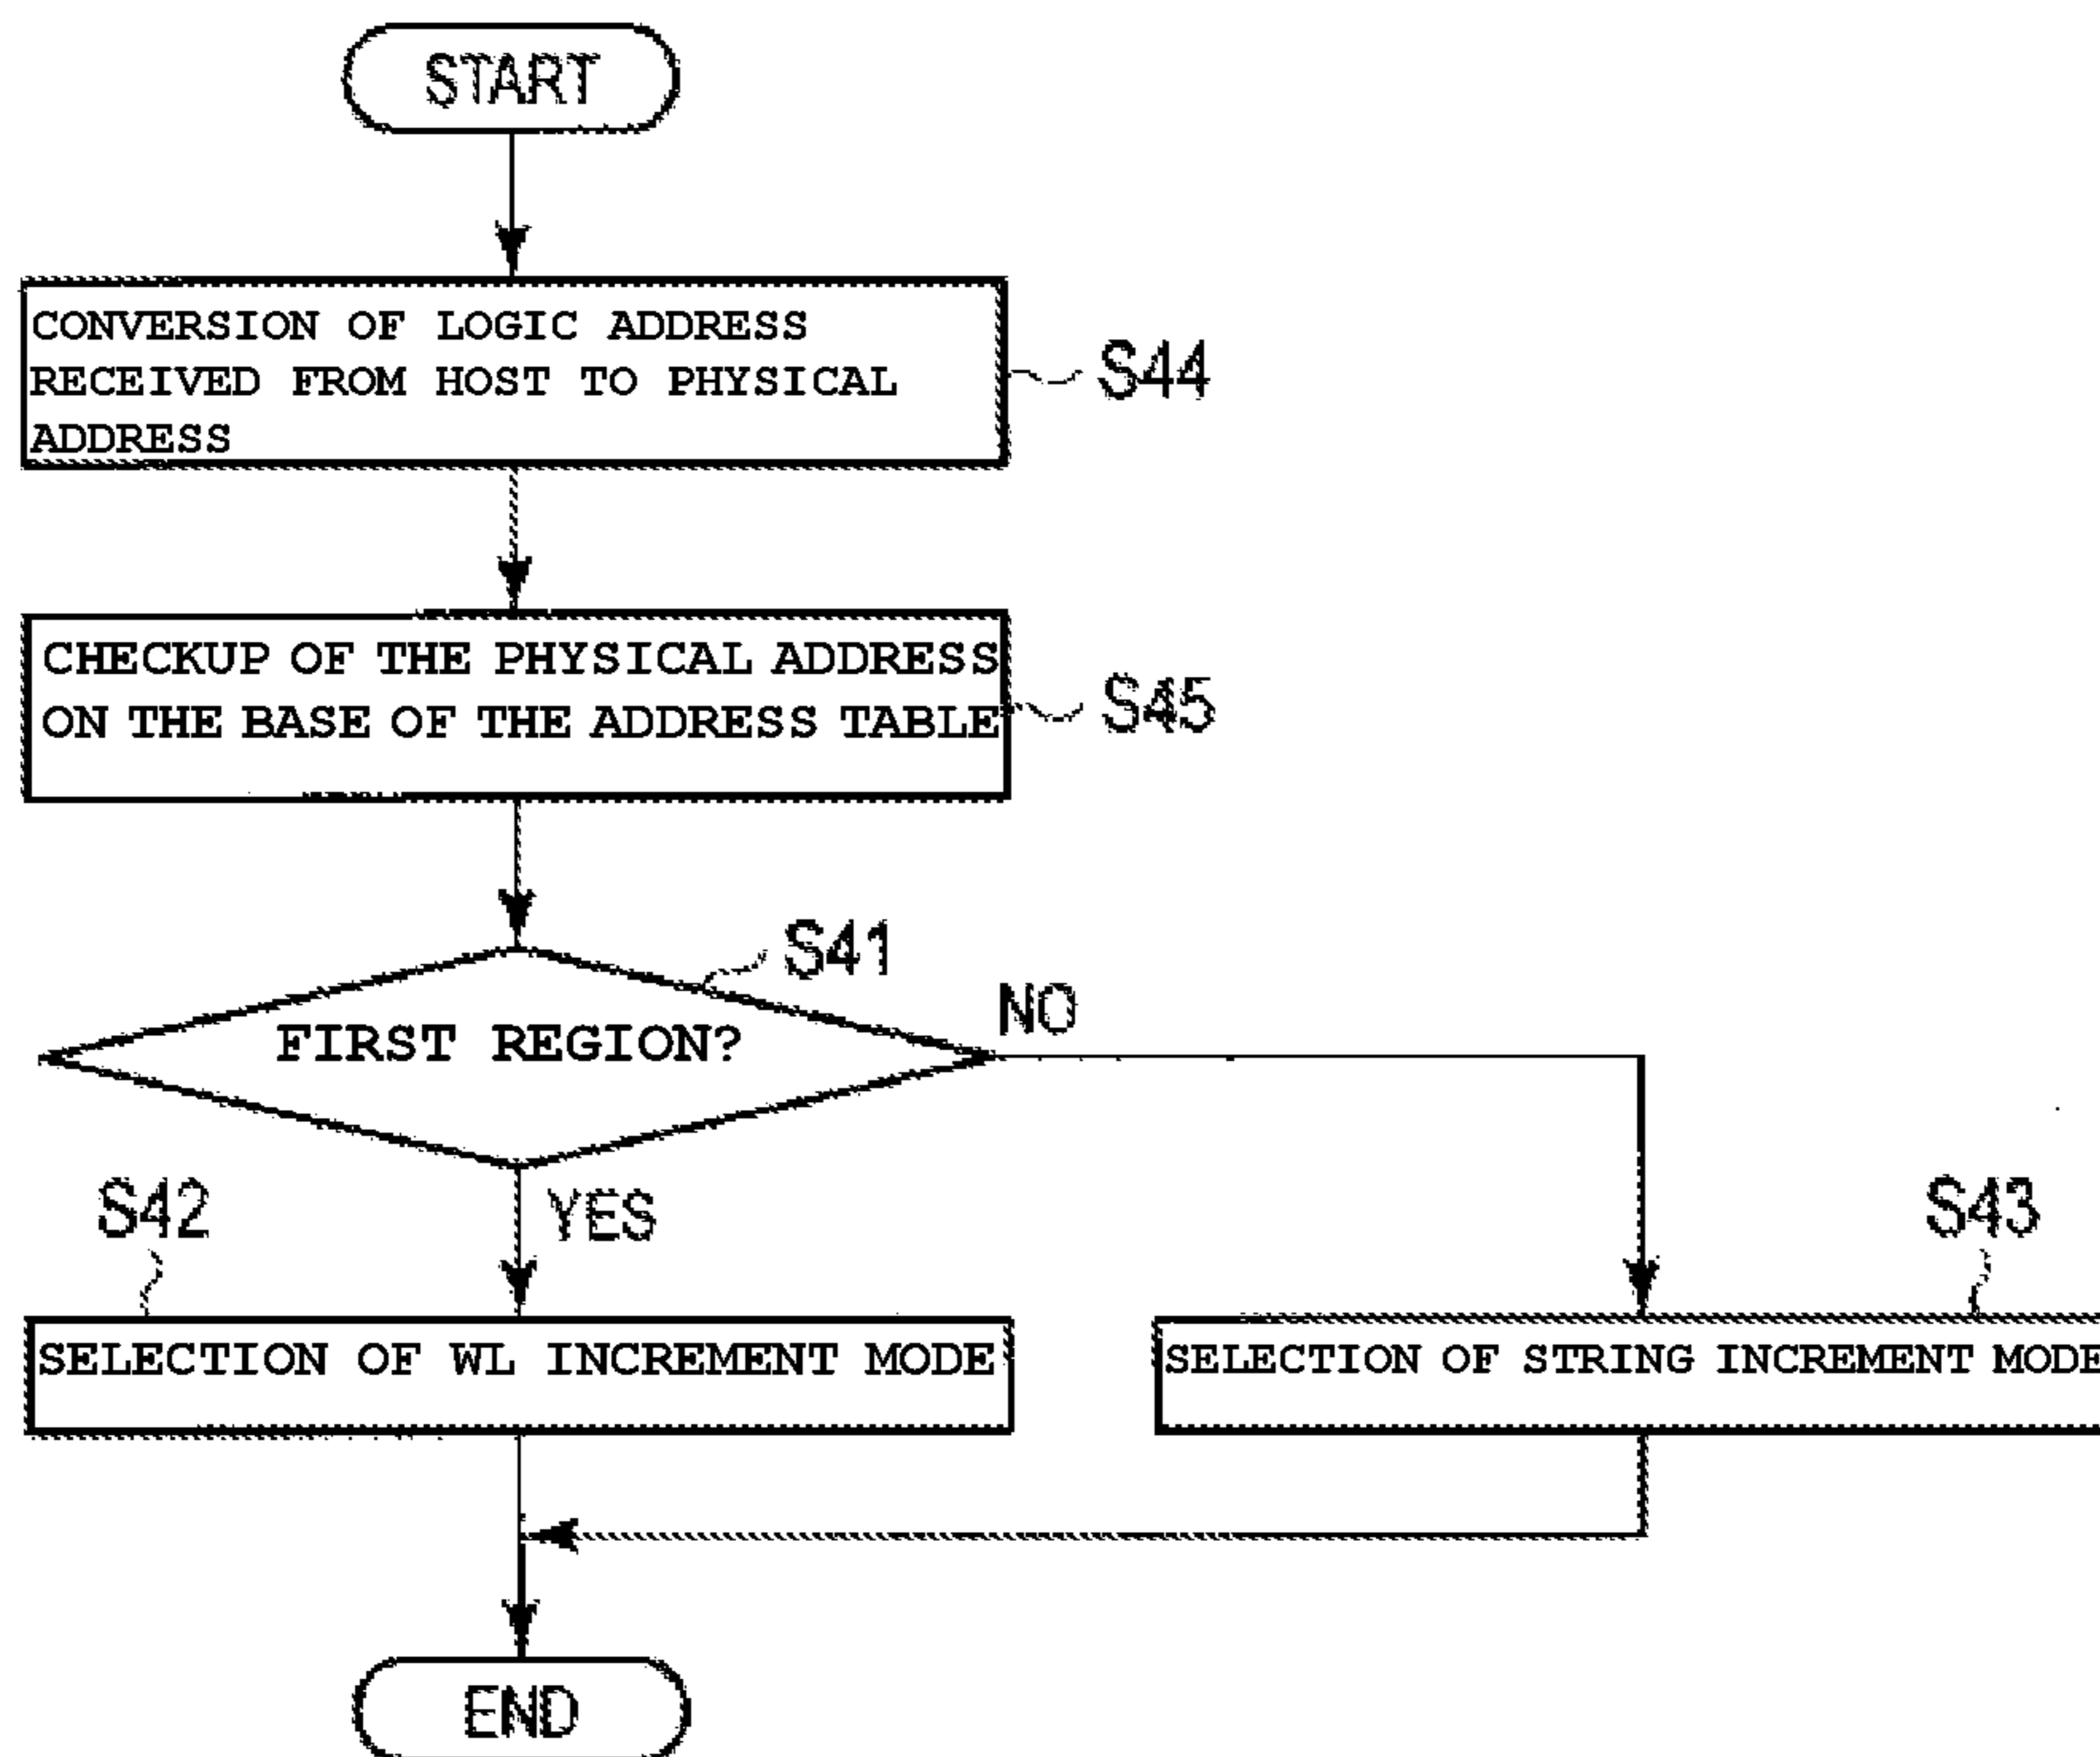 START
CONVERSION OF LOGIC ADDRESS
RECEIVED FROM HOST TO PHYSICAL
ADDRESS
S44
CHECKUP OF THE PHYSICAL ADDRESS
ON THE BASE OF THE ADDRESS TABLE
S45
S41
FIRST REGION?
NO
YES
S42
SELECTION OF WL INCREMENT MODE
S43
SELECTION OF STRING INCREMENT MODE
END